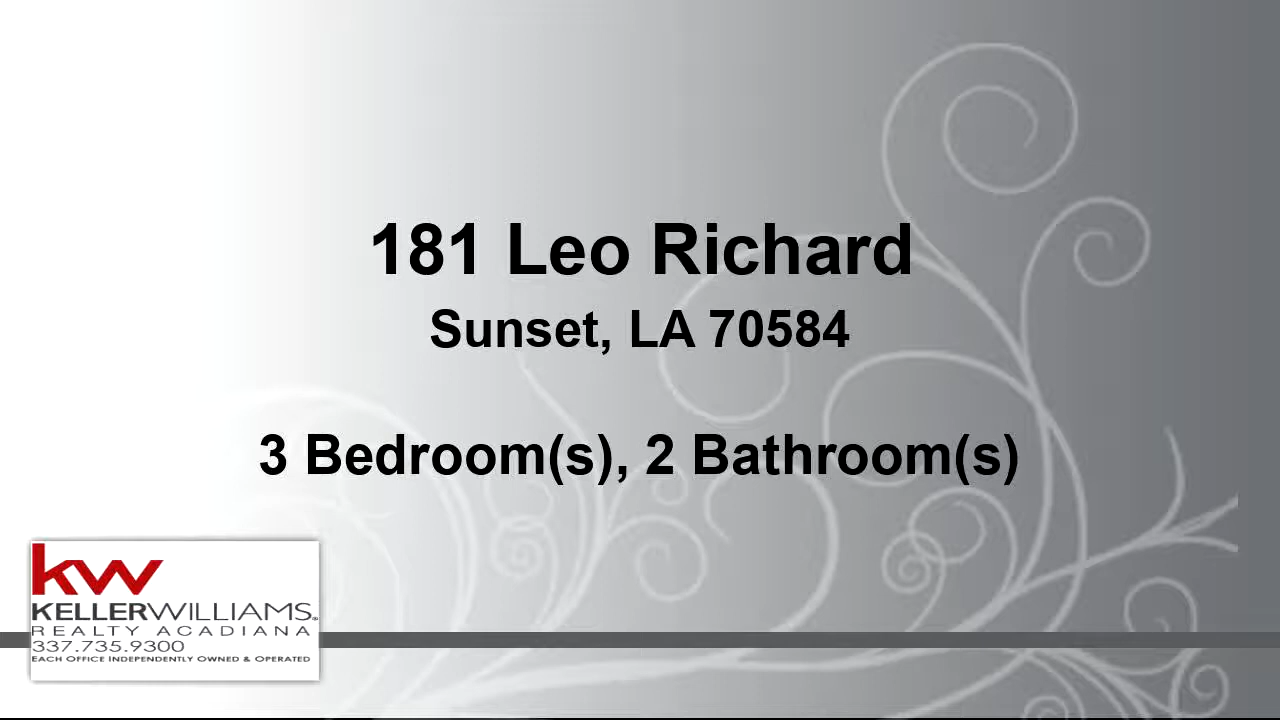 181 Leo Richard
Sunset, LA 70584
3 Bedroom(s), 2 Bathroom(s)
kw
KELLERWILLIAMS®
REALTY ACADIANA
337.735.9300
EACH OFFICE INDEPENDENTLY OWNED & OPERATED